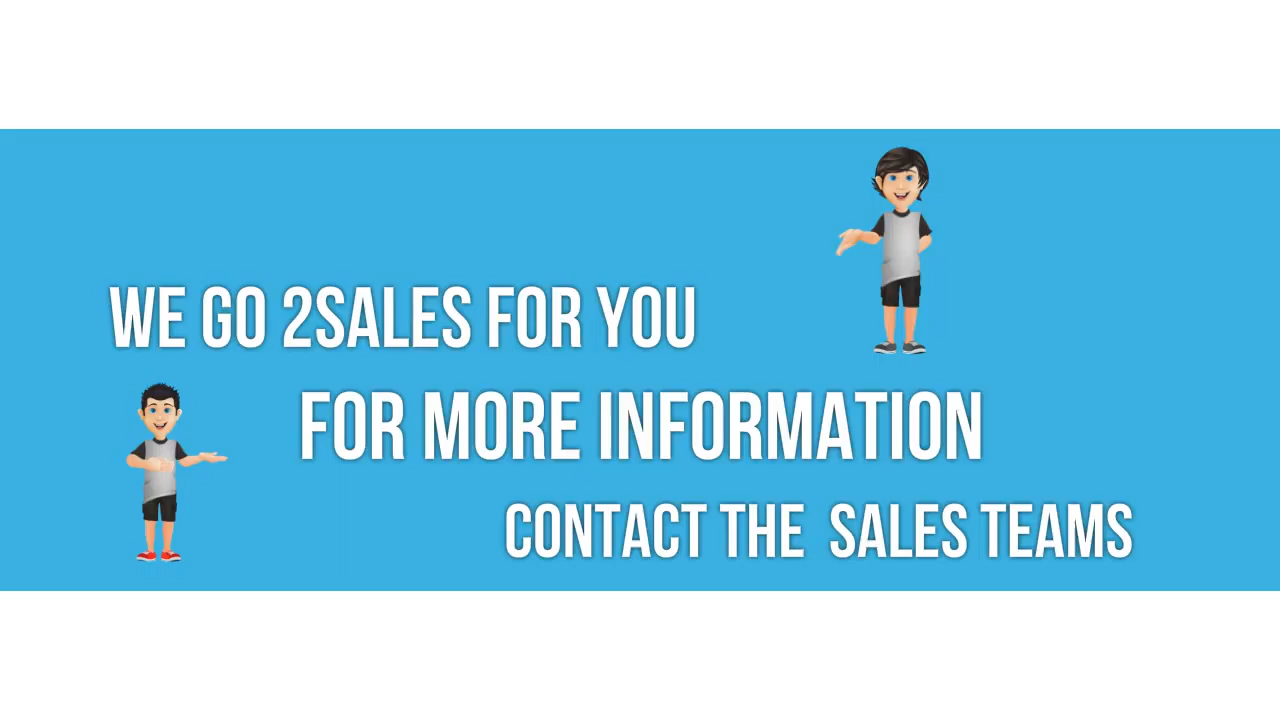 WE GO 2SALES FOR YOU
FOR MORE INFORMATION
CONTACT THE SALES TEAMS